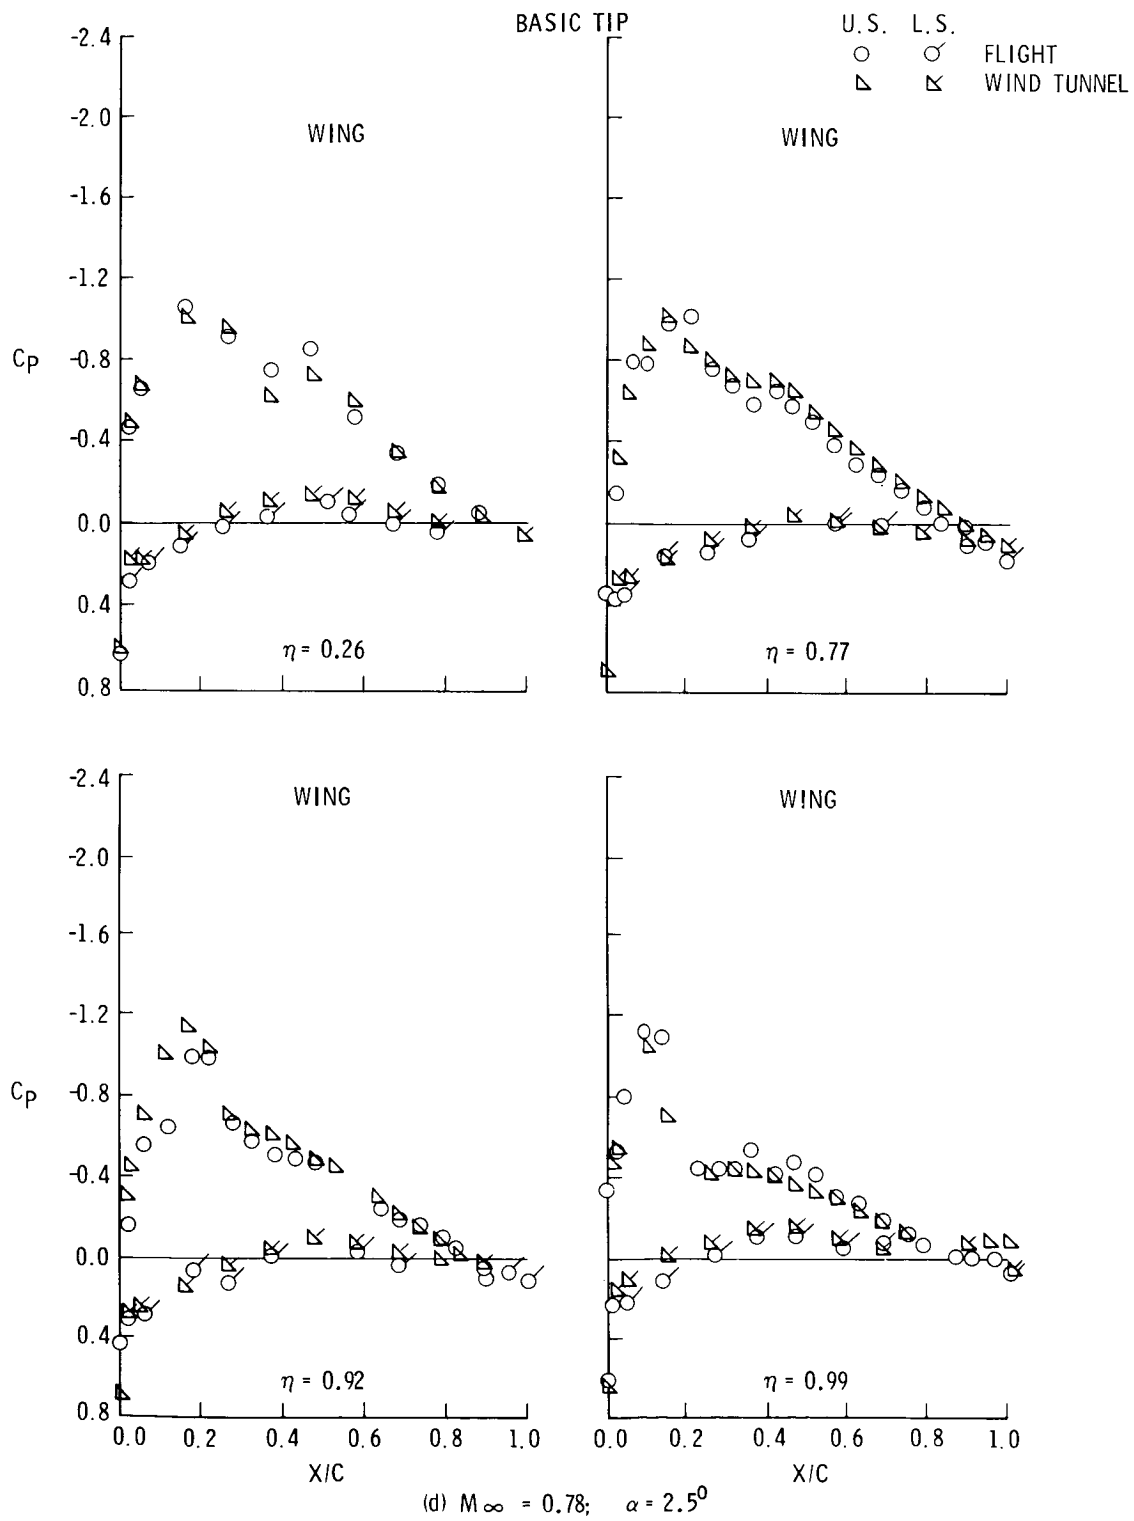 BASIC TIP
U.S. L.S.
FLIGHT
WIND TUNNEL
-2.4
-2.0
-1.6
-1.2
-0.8
-0.4
0.0
0.4
0.8
CP
WING
η = 0.26
WING
η = 0.77
-2.4
-2.0
-1.6
-1.2
-0.8
-0.4
0.0
0.4
0.8
CP
WING
η = 0.92
WING
η = 0.99
0.0 0.2 0.4 0.6 0.8 1.0
X/C
0.0 0.2 0.4 0.6 0.8 1.0
X/C
(d) M∞ = 0.78; α = 2.5⁰